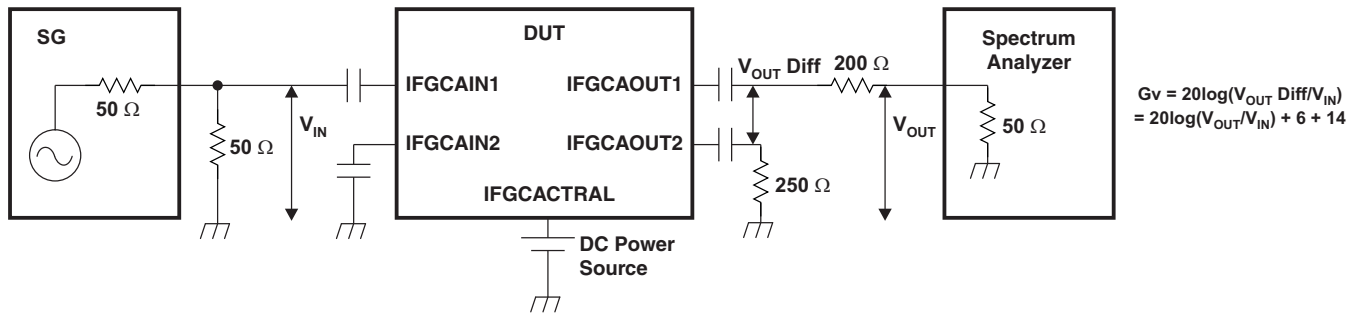 SG
50 Ω
50 Ω
V_IN
DUT
IFGCAIN1
IFGCAIN2
IFGCAOUT1
IFGCAOUT2
IFGCACTRAL
DC Power
Source
V_OUT Diff
200 Ω
250 Ω
V_OUT
Spectrum
Analyzer
50 Ω
Gv = 20log(V_OUT Diff/V_IN)
= 20log(V_OUT/V_IN) + 6 + 14